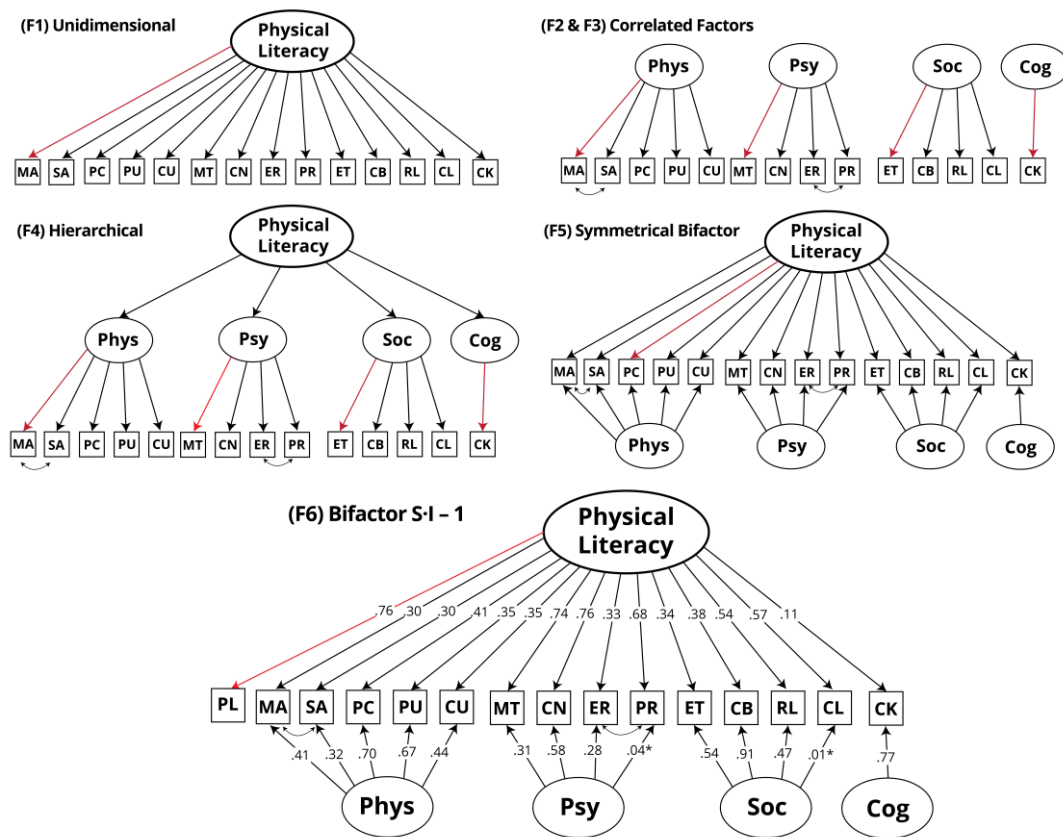 (F1) Unidimensional
Physical
Literacy
MA SA PC PU CU MT CN ER PR ET CB RL CL CK
(F2 & F3) Correlated Factors
Phys Psy Soc Cog
MA SA PC PU CU MT CN ER PR ET CB RL CL CK
(F4) Hierarchical
Physical
Literacy
Phys Psy Soc Cog
MA SA PC PU CU MT CN ER PR ET CB RL CL CK
(F5) Symmetrical Bifactor
Physical
Literacy
MA SA PC PU CU MT CN ER PR ET CB RL CL CK
Phys Psy Soc Cog
(F6) Bifactor S·I – 1
Physical
Literacy
.76 .30 .30 .41 .35 .35 .74 .76 .33 .68 .34 .38 .54 .57 .11
PL MA SA PC PU CU MT CN ER PR ET CB RL CL CK
.41 .32 .70 .67 .44 .31 .58 .28 .04* .54 .91 .47 .01* .77
Phys Psy Soc Cog